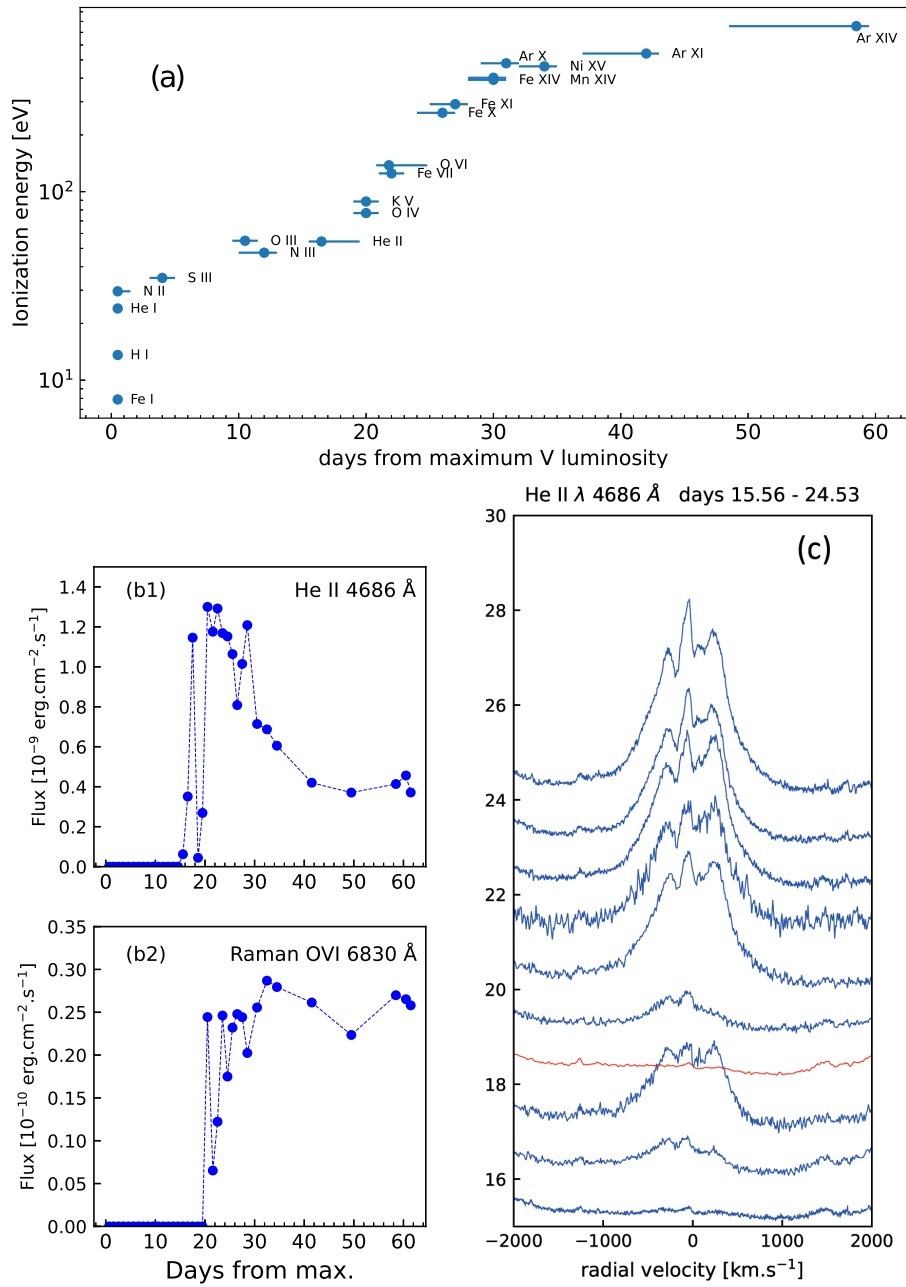 (a)
Ionization energy [eV]
10²
10¹
Ar XIV
Ar X
Ar XI
Ni XV
Fe XIV Mn XIV
Fe XI
Fe X
O VI
Fe VII
K V
O IV
O III
He II
N III
S III
N II
He I
H I
Fe I
0 10 20 30 40 50 60
days from maximum V luminosity
(b1) He II 4686 Å
Flux [10⁻⁹ erg.cm⁻².s⁻¹]
1.4
1.2
1.0
0.8
0.6
0.4
0.2
0.0
0 10 20 30 40 50 60
(b2) Raman OVI 6830 Å
Flux [10⁻¹⁰ erg.cm⁻².s⁻¹]
0.35
0.30
0.25
0.20
0.15
0.10
0.05
0.00
0 10 20 30 40 50 60
Days from max.
He II λ 4686 Å days 15.56 - 24.53
(c)
30
28
26
24
22
20
18
16
−2000 −1000 0 1000 2000
radial velocity [km.s⁻¹]